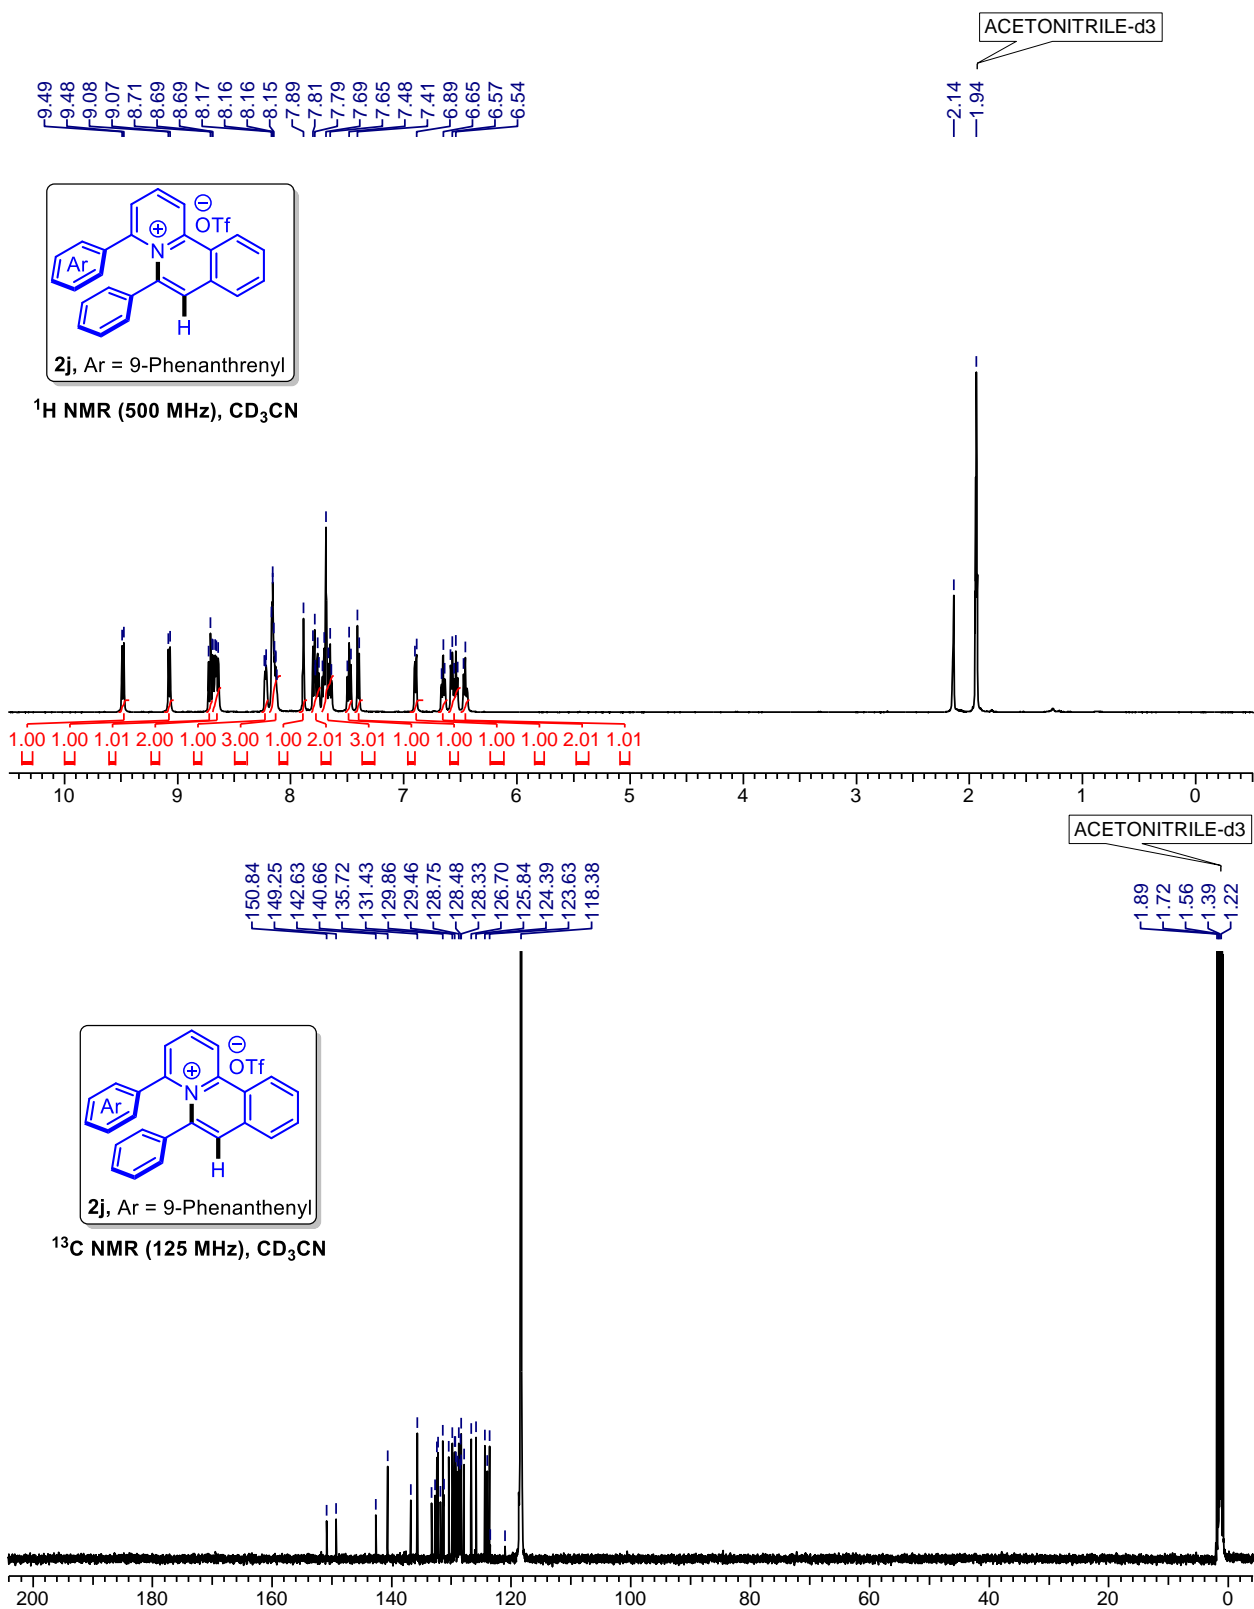 ACETONITRILE-d3
9.49 9.48 9.08 9.07 8.71 8.69 8.69 8.17 8.16 8.16 8.15 7.89 7.81 7.79 7.69 7.65 7.48 7.41 6.89 6.65 6.57 6.54
2.14 1.94
⊖
OTf
⊕
N
Ar
H
2j, Ar = 9-Phenanthrenyl
¹H NMR (500 MHz), CD₃CN
1.00 1.00 1.01 2.00 1.00 3.00 1.00 2.01 3.01 1.00 1.00 1.00 1.00 2.01 1.01
10 9 8 7 6 5 4 3 2 1 0
ACETONITRILE-d3
150.84 149.25 142.63 140.66 135.72 131.43 129.86 129.46 128.75 128.48 128.33 126.70 125.84 124.39 123.63 118.38
1.89 1.72 1.56 1.39 1.22
⊖
OTf
⊕
N
Ar
H
2j, Ar = 9-Phenanthenyl
¹³C NMR (125 MHz), CD₃CN
200 180 160 140 120 100 80 60 40 20 0